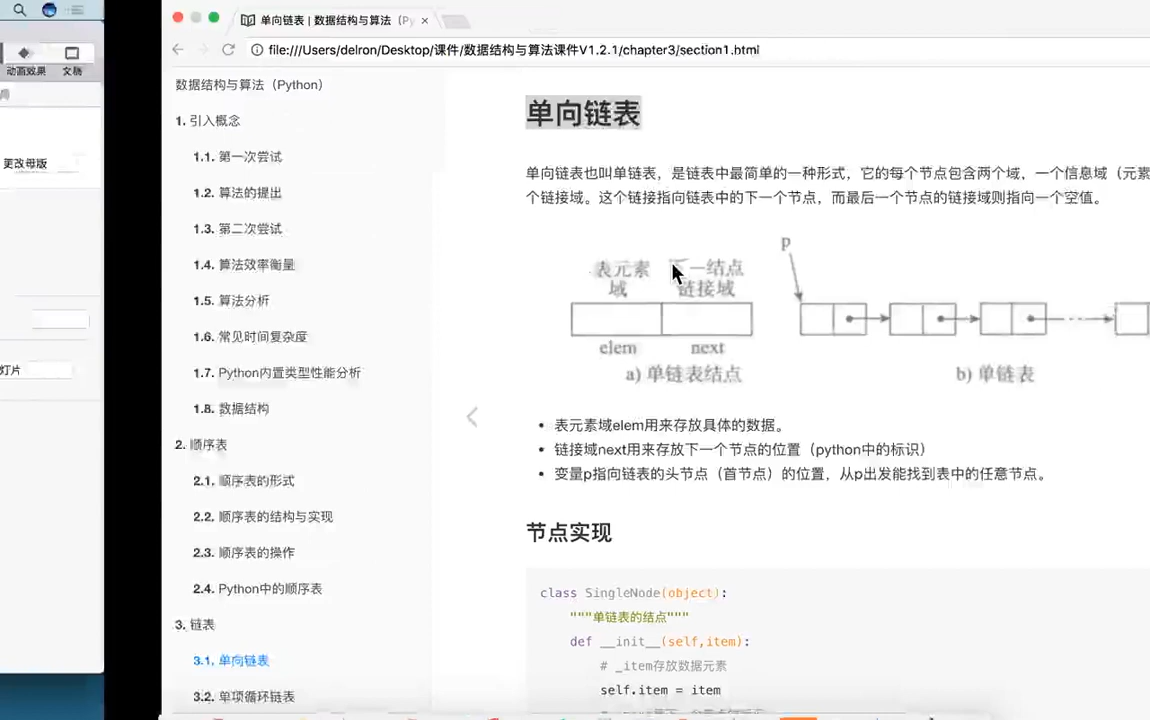 动画效果 文稿
更改母版
灯片
单向链表 | 数据结构与算法（Py
file:///Users/delron/Desktop/课件/数据结构与算法课件V1.2.1/chapter3/section1.html
数据结构与算法（Python）
1. 引入概念
1.1. 第一次尝试
1.2. 算法的提出
1.3. 第二次尝试
1.4. 算法效率衡量
1.5. 算法分析
1.6. 常见时间复杂度
1.7. Python内置类型性能分析
1.8. 数据结构
2. 顺序表
2.1. 顺序表的形式
2.2. 顺序表的结构与实现
2.3. 顺序表的操作
2.4. Python中的顺序表
3. 链表
3.1. 单向链表
3.2. 单项循环链表
单向链表
单向链表也叫单链表，是链表中最简单的一种形式，它的每个节点包含两个域，一个信息域（元素
个链接域。这个链接指向链表中的下一个节点，而最后一个节点的链接域则指向一个空值。
表元素域
下一结点链接域
elem next
a) 单链表结点
p
b) 单链表
表元素域elem用来存放具体的数据。
链接域next用来存放下一个节点的位置（python中的标识）
变量p指向链表的头节点（首节点）的位置，从p出发能找到表中的任意节点。
节点实现
class SingleNode(object):
"""单链表的结点"""
def __init__(self,item):
# _item存放数据元素
self.item = item